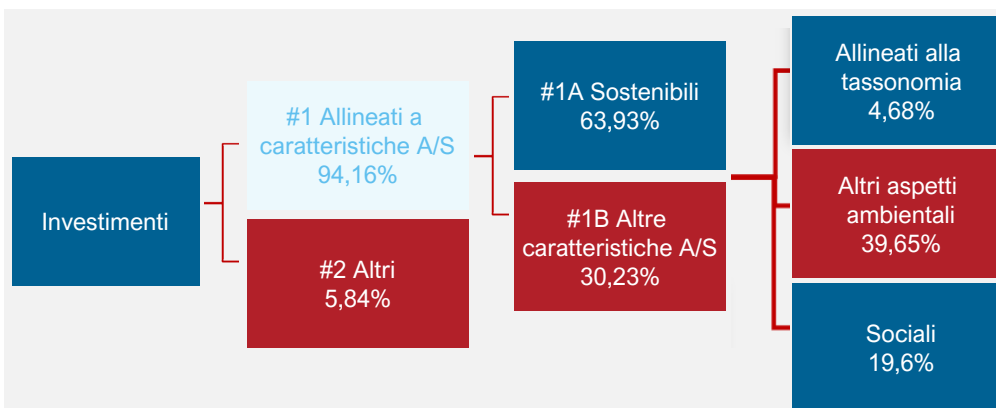 Investimenti
#1 Allineati a
caratteristiche A/S
94,16%
#2 Altri
5,84%
#1A Sostenibili
63,93%
#1B Altre
caratteristiche A/S
30,23%
Allineati alla
tassonomia
4,68%
Altri aspetti
ambientali
39,65%
Sociali
19,6%